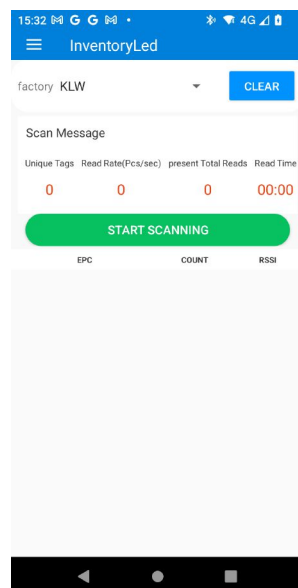 15:32 G G 4G
InventoryLed
factory KLW CLEAR
Scan Message
Unique Tags Read Rate(Pcs/sec) present Total Reads Read Time
0 0 0 00:00
START SCANNING
EPC COUNT RSSI